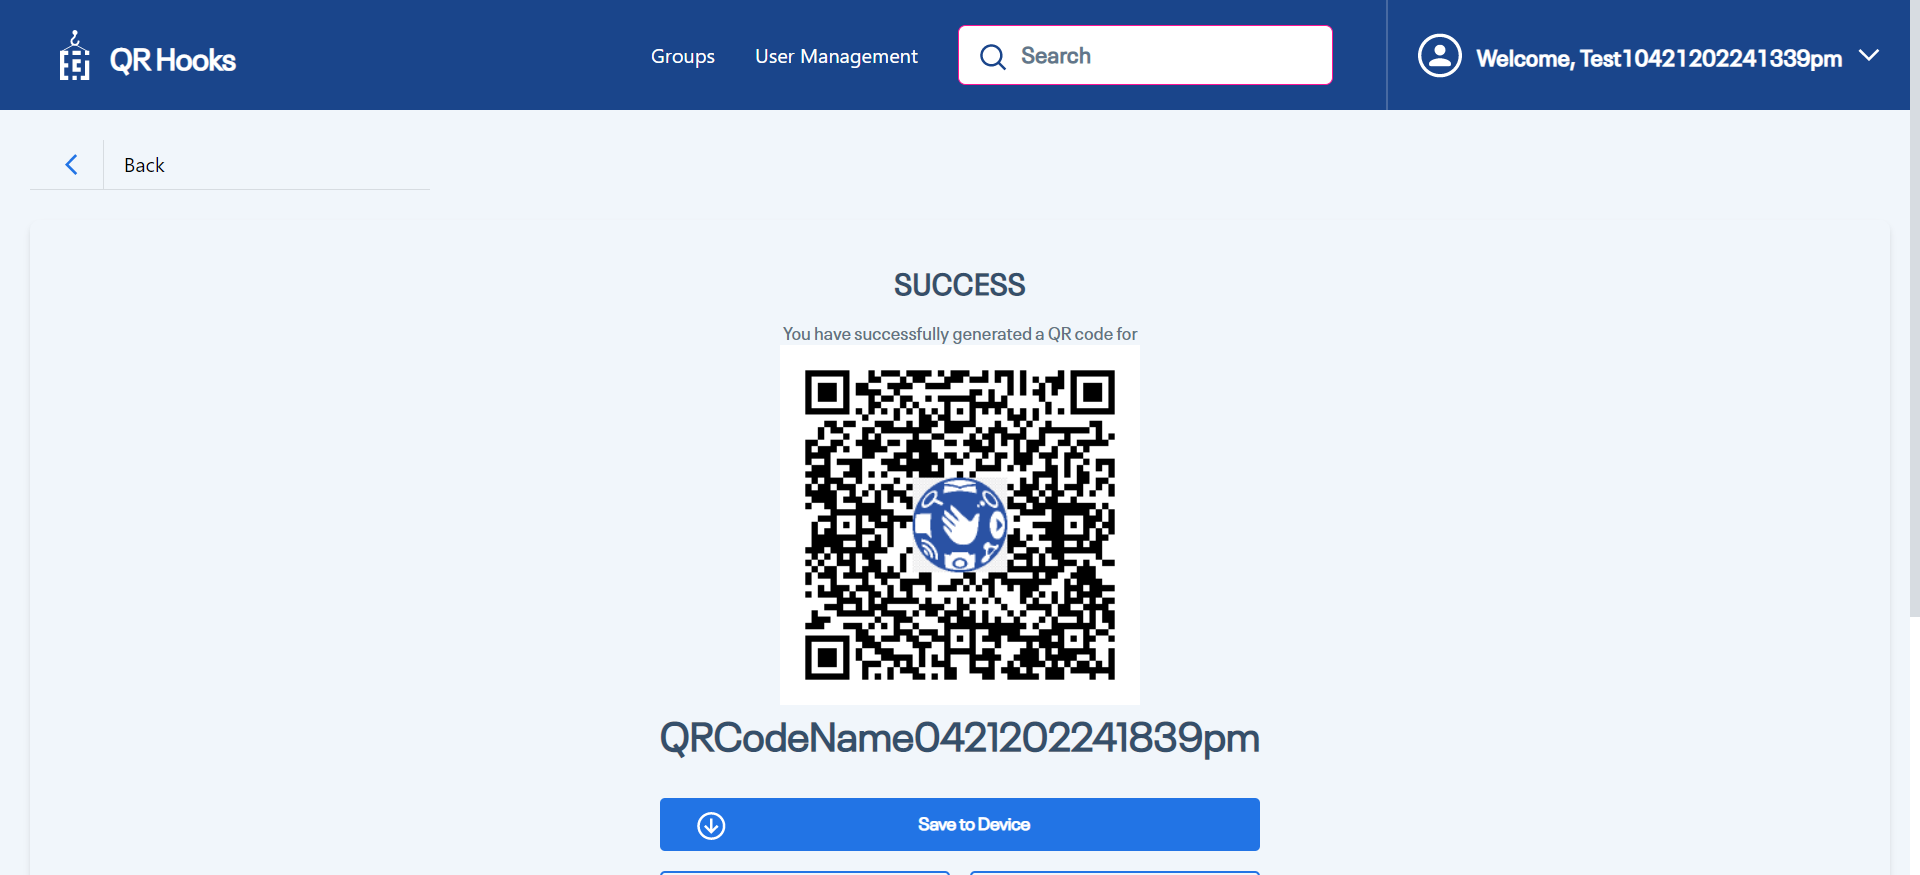 QR Hooks
Groups
User Management
Search
Welcome, Test10421202241339pm
Back
SUCCESS
You have successfully generated a QR code for
QRCodeName0421202241839pm
Save to Device